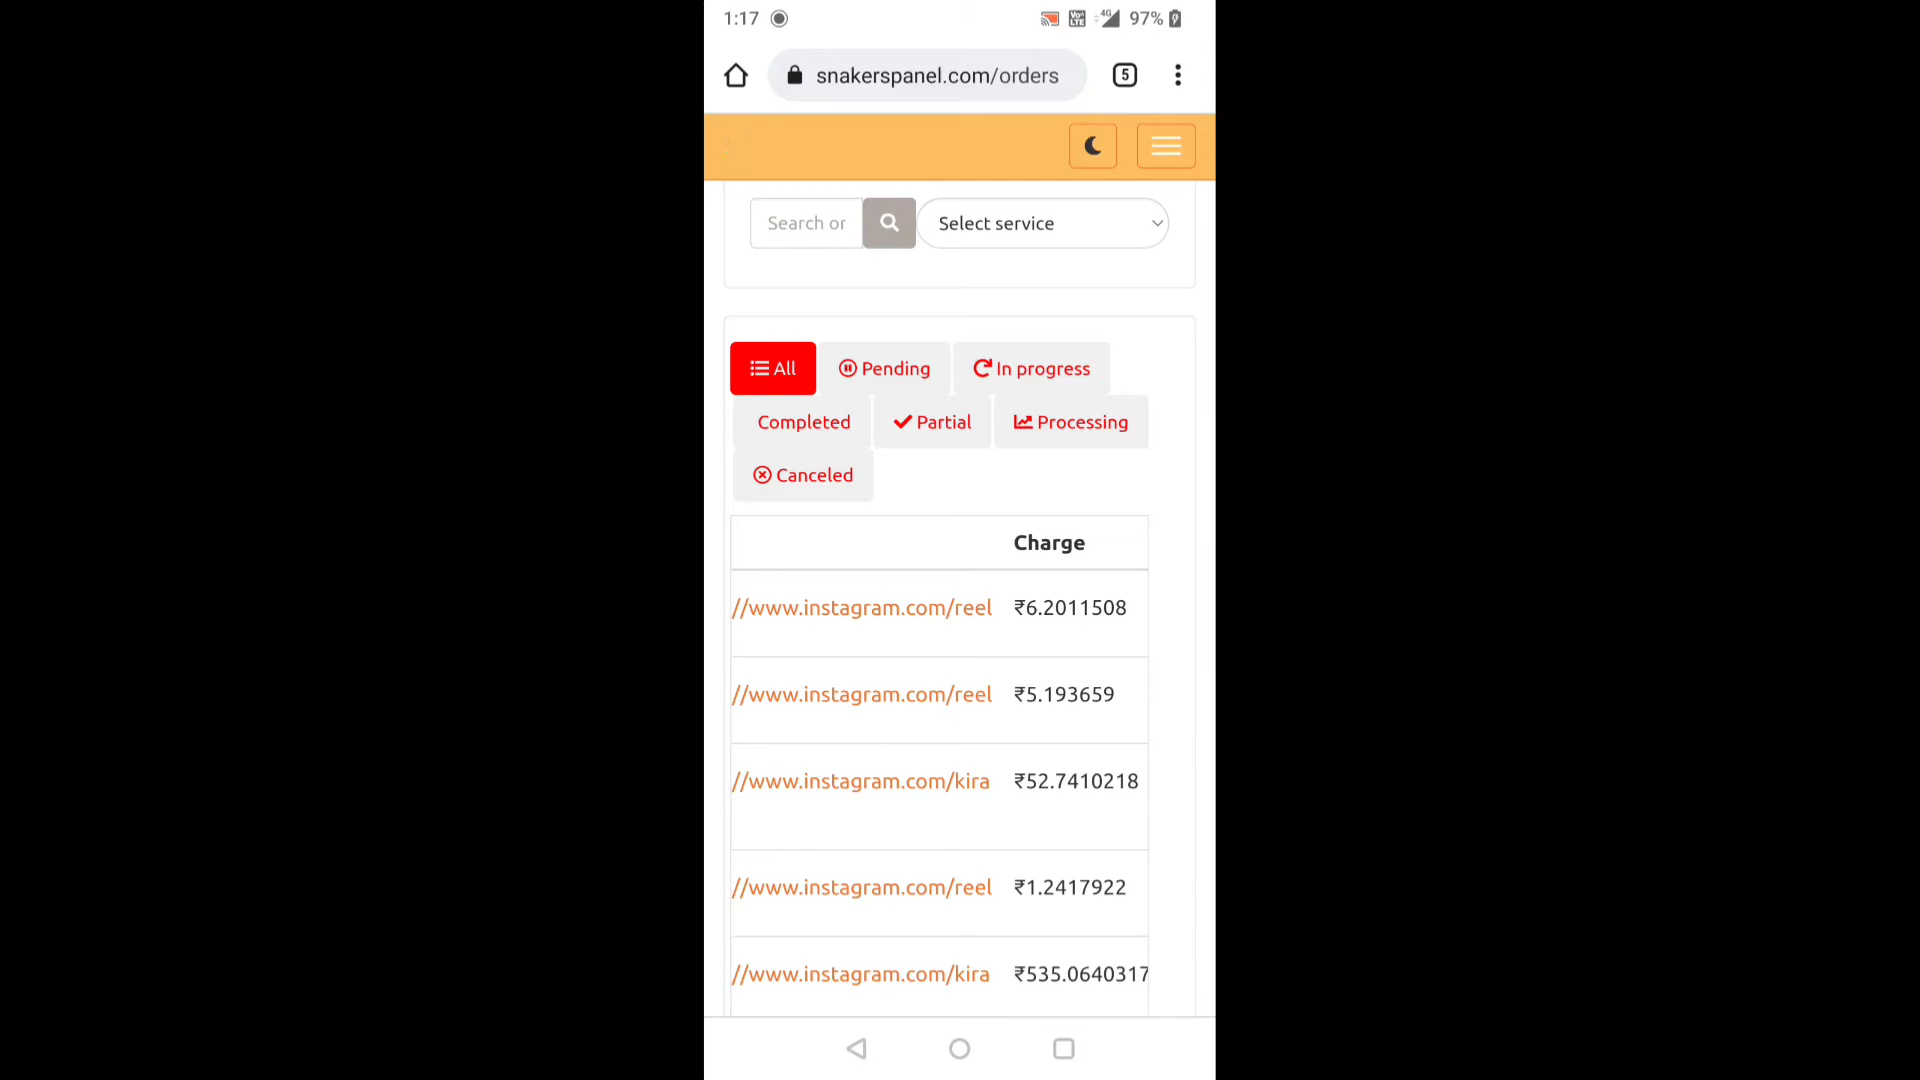 1:17 4G 97%
snakerspanel.com/orders 5
Search or Select service
All Pending In progress
Completed Partial Processing
Canceled
Charge
//www.instagram.com/reel ₹6.2011508
//www.instagram.com/reel ₹5.193659
//www.instagram.com/kira ₹52.7410218
//www.instagram.com/reel ₹1.2417922
//www.instagram.com/kira ₹535.0640317